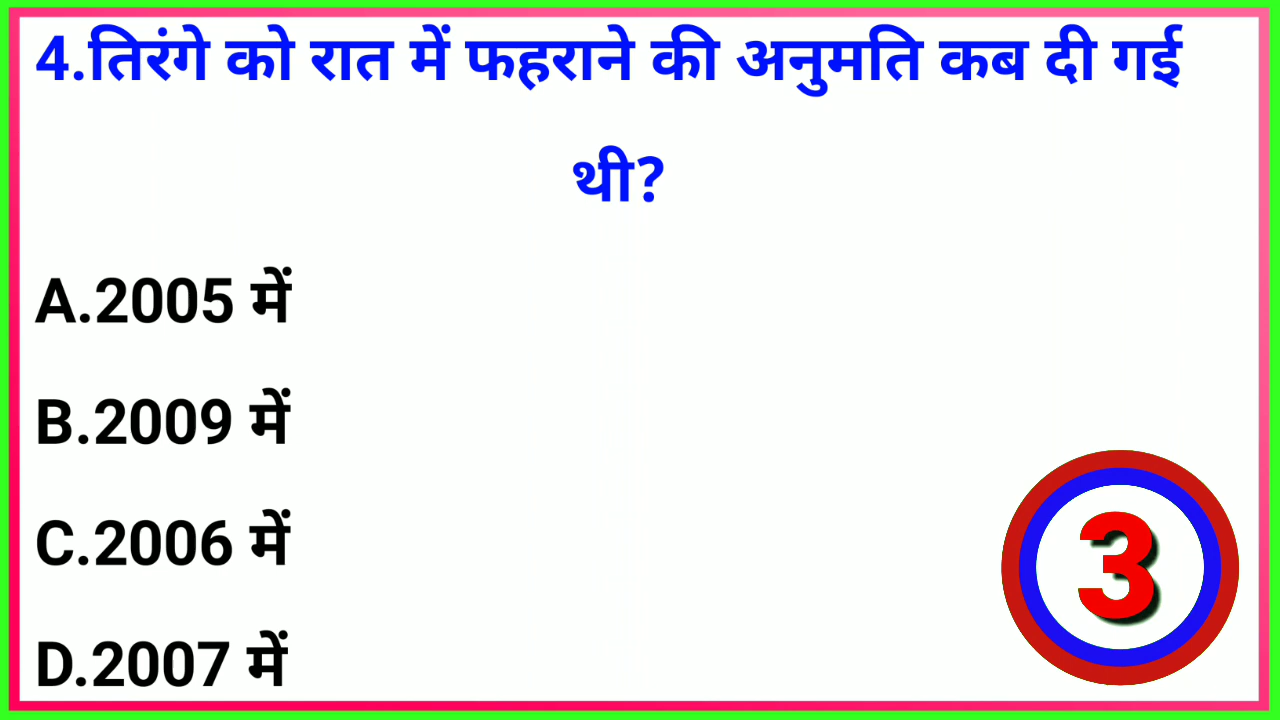 4.तिरंगे को रात में फहराने की अनुमति कब दी गई
थी?
A.2005 में
B.2009 में
C.2006 में
3
D.2007 में